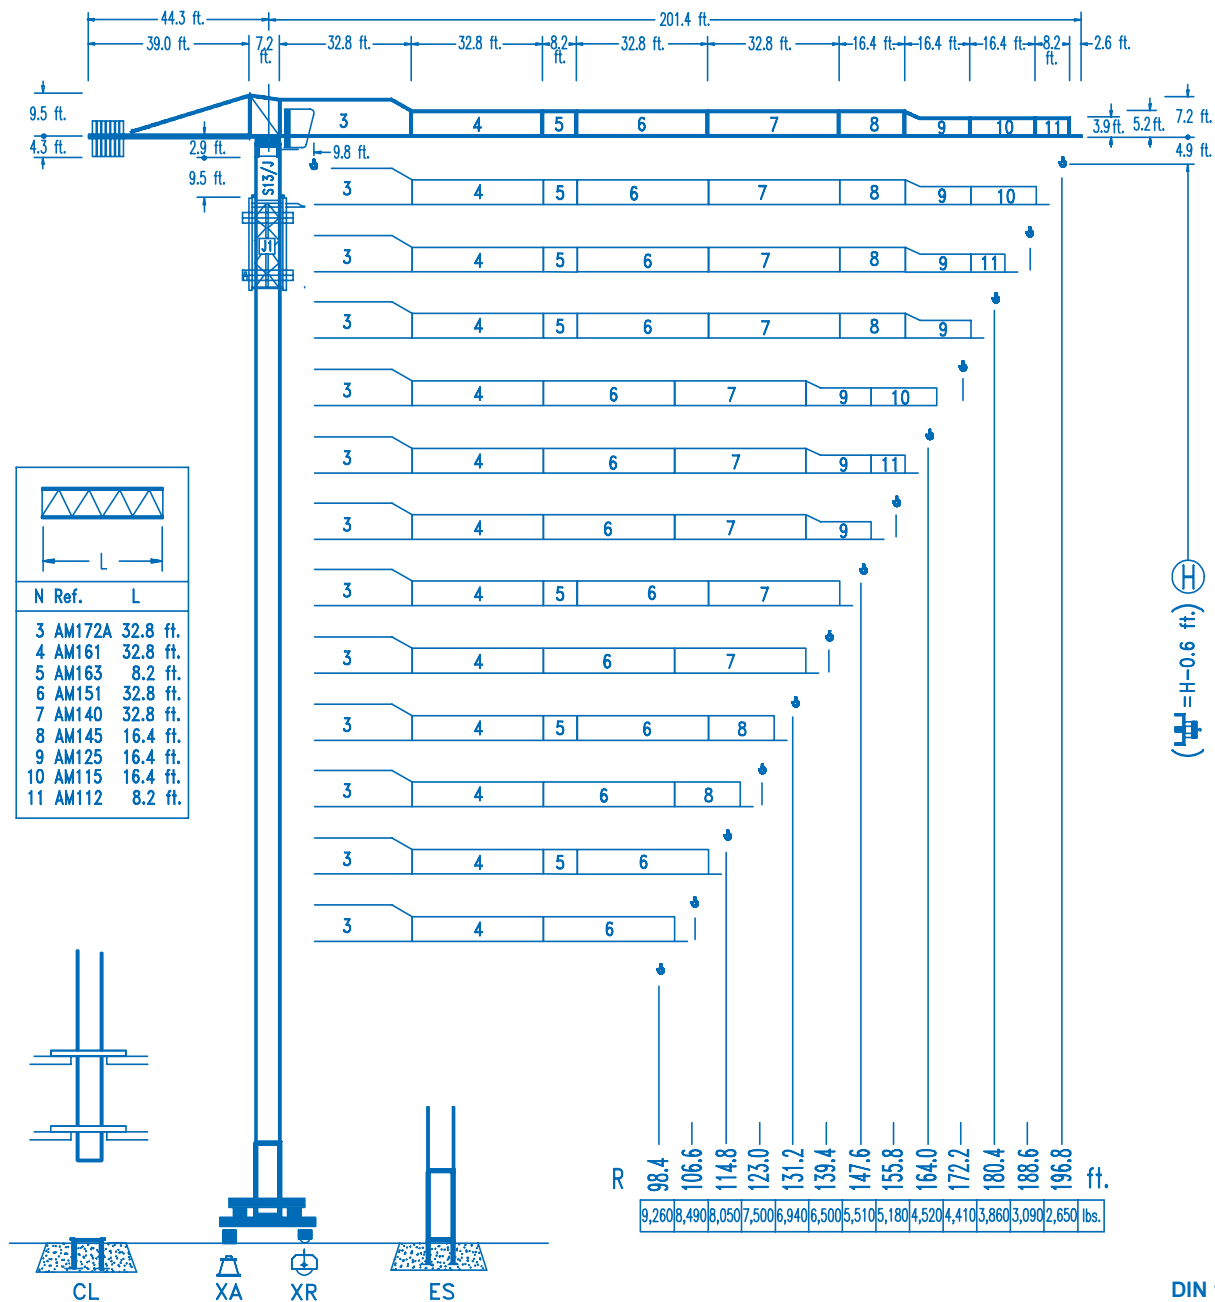 44.3 ft.
201.4 ft.
39.0 ft.
7.2 ft.
32.8 ft.
32.8 ft.
8.2 ft.
32.8 ft.
32.8 ft.
16.4 ft.
16.4 ft.
16.4 ft.
8.2 ft.
2.6 ft.
9.5 ft.
4.3 ft.
2.9 ft.
9.5 ft.
9.8 ft.
3 4 5 6 7 8 9 10 11
3.9ft.
5.2ft.
7.2 ft.
4.9 ft.
S13/J
J1
3 4 5 6 7 8 9 10
3 4 5 6 7 8 9 11
3 4 5 6 7 8 9
3 4 6 7 9 10
3 4 6 7 9 11
3 4 6 7 9
3 4 5 6 7
3 4 6 7
3 4 5 6 8
3 4 6 8
3 4 5 6
3 4 6
H
( =H-0.6 ft.)
L
N Ref. L
3 AM172A 32.8 ft.
4 AM161 32.8 ft.
5 AM163 8.2 ft.
6 AM151 32.8 ft.
7 AM140 32.8 ft.
8 AM145 16.4 ft.
9 AM125 16.4 ft.
10 AM115 16.4 ft.
11 AM112 8.2 ft.
R 98.4 106.6 114.8 123.0 131.2 139.4 147.6 155.8 164.0 172.2 180.4 188.6 196.8 ft.
9,260 8,490 8,050 7,500 6,940 6,500 5,510 5,180 4,520 4,410 3,860 3,090 2,650 lbs.
CL
XA
XR
ES
DIN